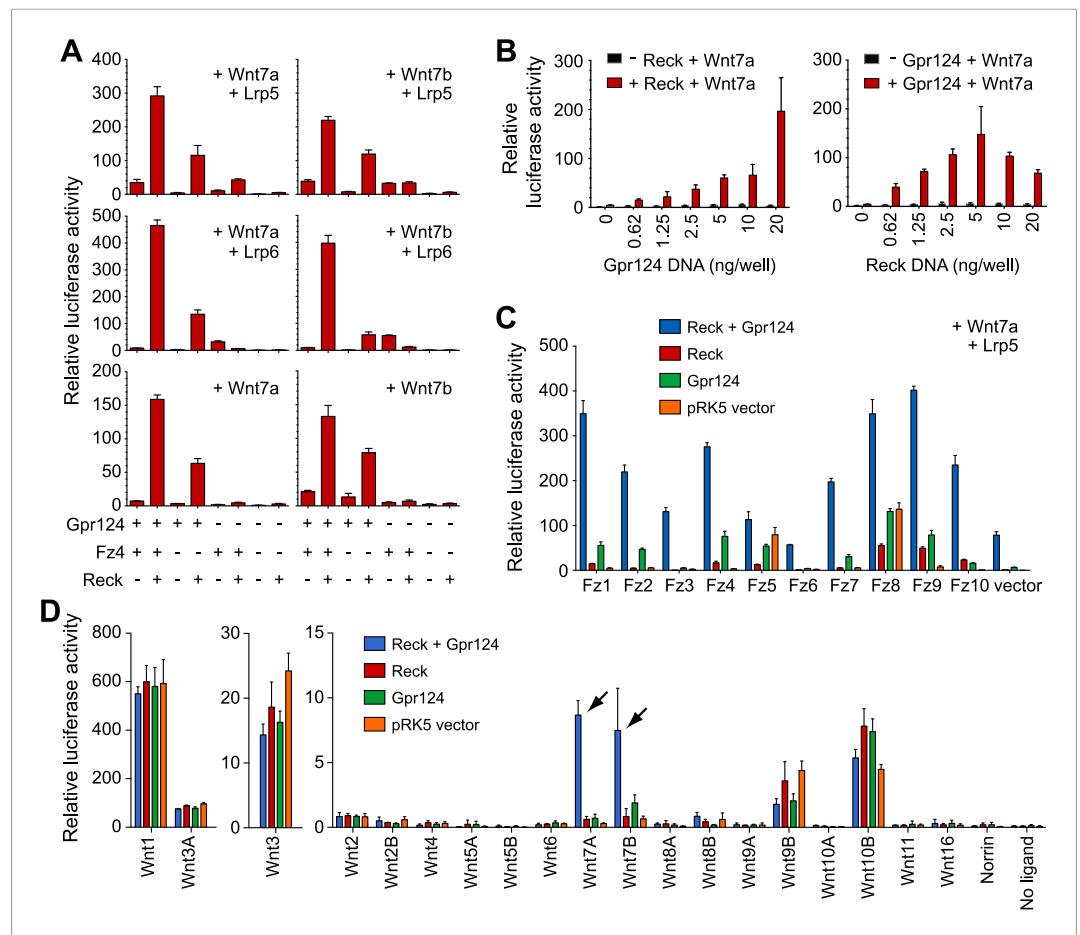 A
Relative luciferase activity
400
300
200
100
0
+ Wnt7a
+ Lrp5
+ Wnt7b
+ Lrp5
500
400
300
200
100
0
+ Wnt7a
+ Lrp6
+ Wnt7b
+ Lrp6
200
150
100
50
0
+ Wnt7a
+ Wnt7b
Gpr124 + + + + - - - - + + + + - - - -
Fz4 + + - - + + - - + + - - + + - -
Reck - + - + - + - + - + - + - + - +
B
Relative
luciferase activity
- Reck + Wnt7a
+ Reck + Wnt7a
300
200
100
0
0 0.62 1.25 2.5 5 10 20
Gpr124 DNA (ng/well)
- Gpr124 + Wnt7a
+ Gpr124 + Wnt7a
300
200
100
0
0 0.62 1.25 2.5 5 10 20
Reck DNA (ng/well)
C
Relative luciferase activity
Reck + Gpr124
Reck
Gpr124
pRK5 vector
+ Wnt7a
+ Lrp5
500
400
300
200
100
0
Fz1 Fz2 Fz3 Fz4 Fz5 Fz6 Fz7 Fz8 Fz9 Fz10 vector
D
Relative luciferase activity
800
600
400
200
0
30
20
10
0
15
10
5
0
Reck + Gpr124
Reck
Gpr124
pRK5 vector
Wnt1 Wnt3A Wnt3 Wnt2 Wnt2B Wnt4 Wnt5A Wnt5B Wnt6 Wnt7A Wnt7B Wnt8A Wnt8B Wnt9A Wnt9B Wnt10A Wnt10B Wnt11 Wnt16 Norrin No ligand